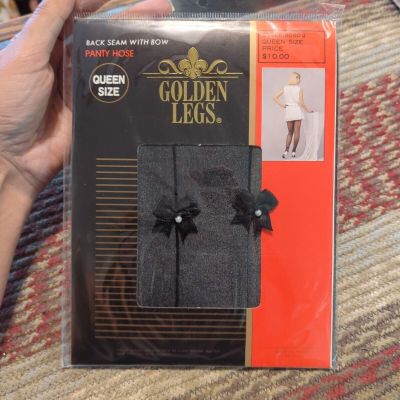 BACK SEAM WITH BOW
PANTY HOSE
QUEEN
SIZE
GOLDEN
LEGS®
QUEEN SIZE
PRICE
$10.00